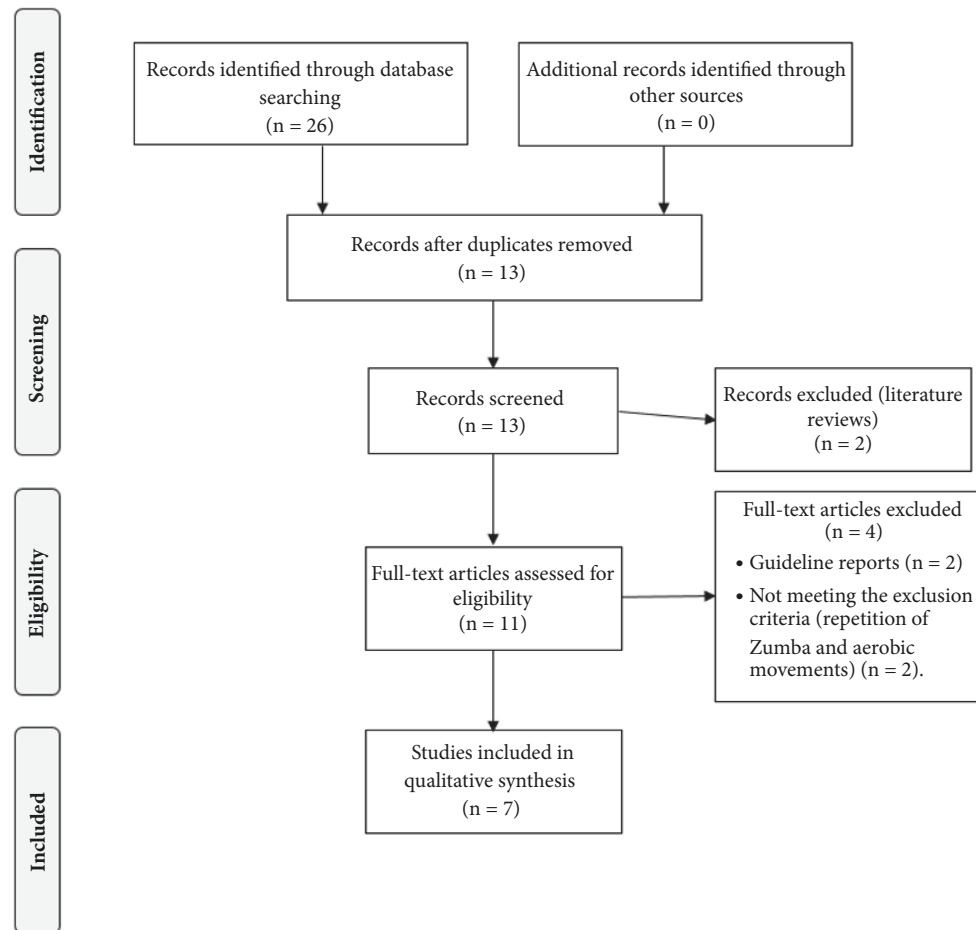 Identification
Records identified through database
searching
(n = 26)
Additional records identified through
other sources
(n = 0)
Records after duplicates removed
(n = 13)
Screening
Records screened
(n = 13)
Records excluded (literature
reviews)
(n = 2)
Eligibility
Full-text articles assessed for
eligibility
(n = 11)
Full-text articles excluded
(n = 4)
• Guideline reports (n = 2)
• Not meeting the exclusion
criteria (repetition of
Zumba and aerobic
movements) (n = 2).
Included
Studies included in
qualitative synthesis
(n = 7)